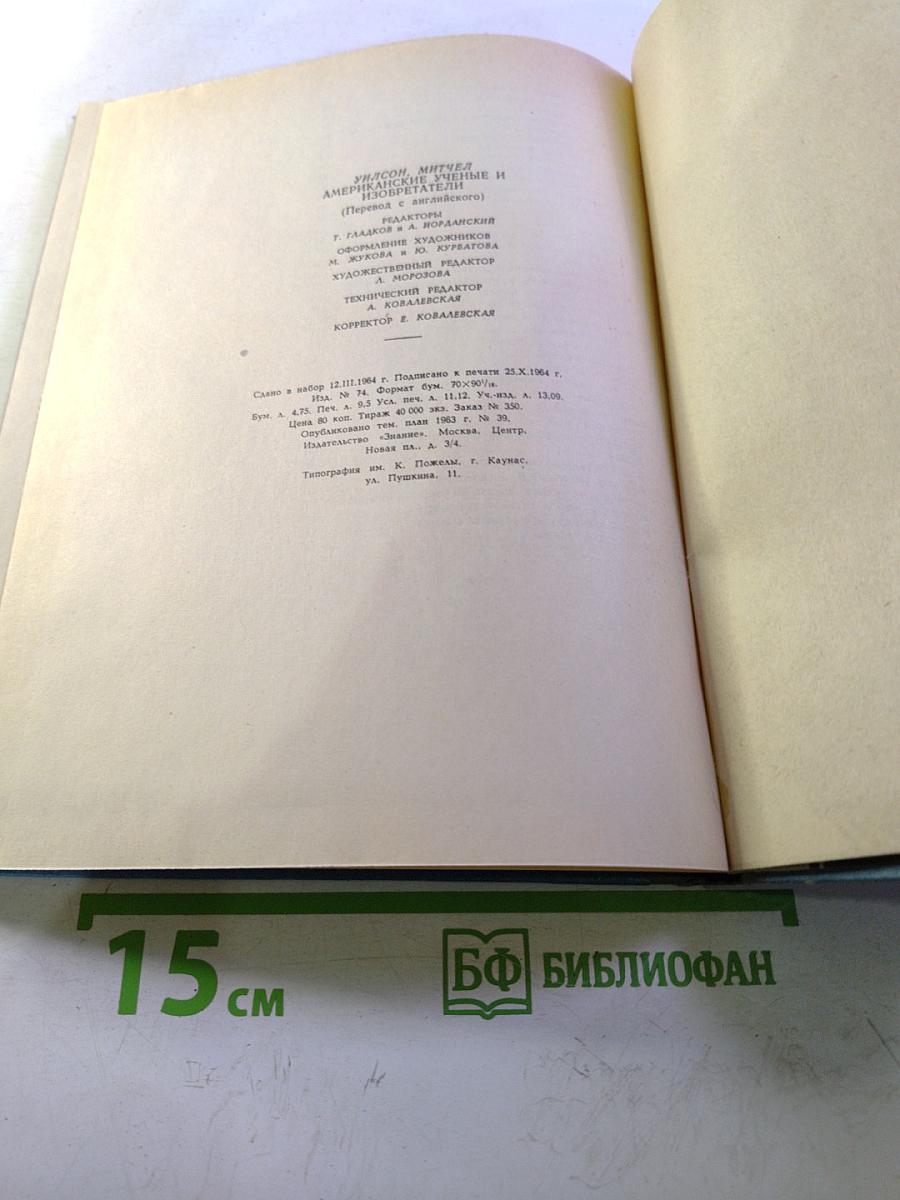 УИЛСОН, МИТЧЕЛ
АМЕРИКАНСКИЕ УЧЕНЫЕ И
ИЗОБРЕТАТЕЛИ
(Перевод с английского)
РЕДАКТОРЫ
Г. ГЛАДКОВ и А. ИОРДАНСКИЙ
ОФОРМЛЕНИЕ ХУДОЖНИКОВ
М. ЖУКОВА и Ю. КУРБАТОВА
ХУДОЖЕСТВЕННЫЙ РЕДАКТОР
Л. МОРОЗОВА
ТЕХНИЧЕСКИЙ РЕДАКТОР
А. КОВАЛЕВСКАЯ
КОРРЕКТОР Е. КОВАЛЕВСКАЯ
Сдано в набор 12.III.1964 г. Подписано к печати 25.X.1964 г.
Изд. № 74. Формат бум. 70×90¹/₁₆.
Бум. л. 4,75. Печ. л. 9,5 Усл. печ. л. 11,12. Уч.-изд. л. 13,09.
Цена 80 коп. Тираж 40 000 экз. Заказ № 350.
Опубликовано тем. план 1963 г. № 39.
Издательство «Знание». Москва, Центр,
Новая пл., д. 3/4.
Типография им. К. Пожелы, г. Каунас,
ул. Пушкина, 11.
15 см
БФ БИБЛИОФАН